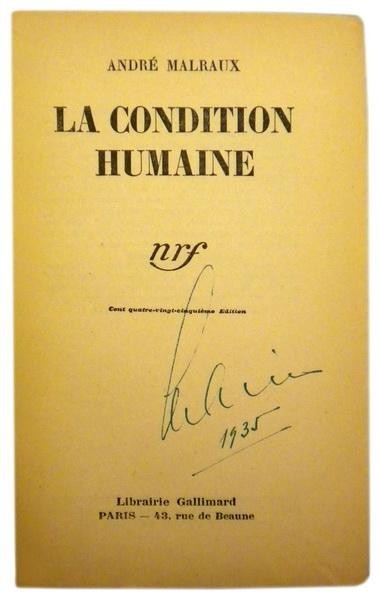 ANDRÉ MALRAUX
LA CONDITION
HUMAINE
nrf
Cent quatre-vingt-cinquième Édition
1935
Librairie Gallimard
PARIS — 43, rue de Beaune